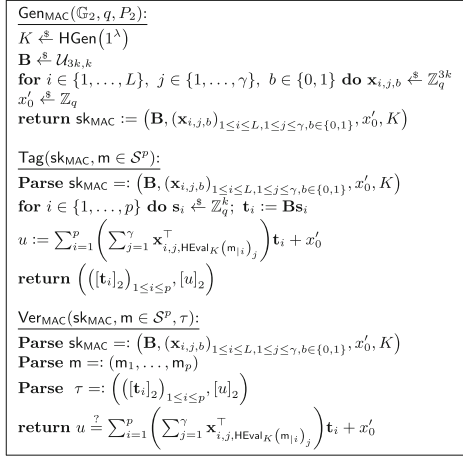 Gen_MAC(𝔾₂, q, P₂):
K ←$ HGen(1^λ)
𝐁 ←$ 𝒰_{3k,k}
for i ∈ {1, …, L}, j ∈ {1, …, γ}, b ∈ {0, 1} do 𝐱_{i,j,b} ←$ ℤ_q^{3k}
x′₀ ←$ ℤ_q
return sk_MAC := (𝐁, (𝐱_{i,j,b})_{1≤i≤L,1≤j≤γ,b∈{0,1}}, x′₀, K)
Tag(sk_MAC, m ∈ 𝒮^p):
Parse sk_MAC =: (𝐁, (𝐱_{i,j,b})_{1≤i≤L,1≤j≤γ,b∈{0,1}}, x′₀, K)
for i ∈ {1, …, p} do 𝐬_i ←$ ℤ_q^k; 𝐭_i := 𝐁𝐬_i
u := ∑_{i=1}^{p} (∑_{j=1}^{γ} 𝐱^⊤_{i,j,HEval_K(m_{|i})_j}) 𝐭_i + x′₀
return (([𝐭_i]₂)_{1≤i≤p}, [u]₂)
Ver_MAC(sk_MAC, m ∈ 𝒮^p, τ):
Parse sk_MAC =: (𝐁, (𝐱_{i,j,b})_{1≤i≤L,1≤j≤γ,b∈{0,1}}, x′₀, K)
Parse m =: (m₁, …, m_p)
Parse τ =: (([𝐭_i]₂)_{1≤i≤p}, [u]₂)
return u ≟ ∑_{i=1}^{p} (∑_{j=1}^{γ} 𝐱^⊤_{i,j,HEval_K(m_{|i})_j}) 𝐭_i + x′₀